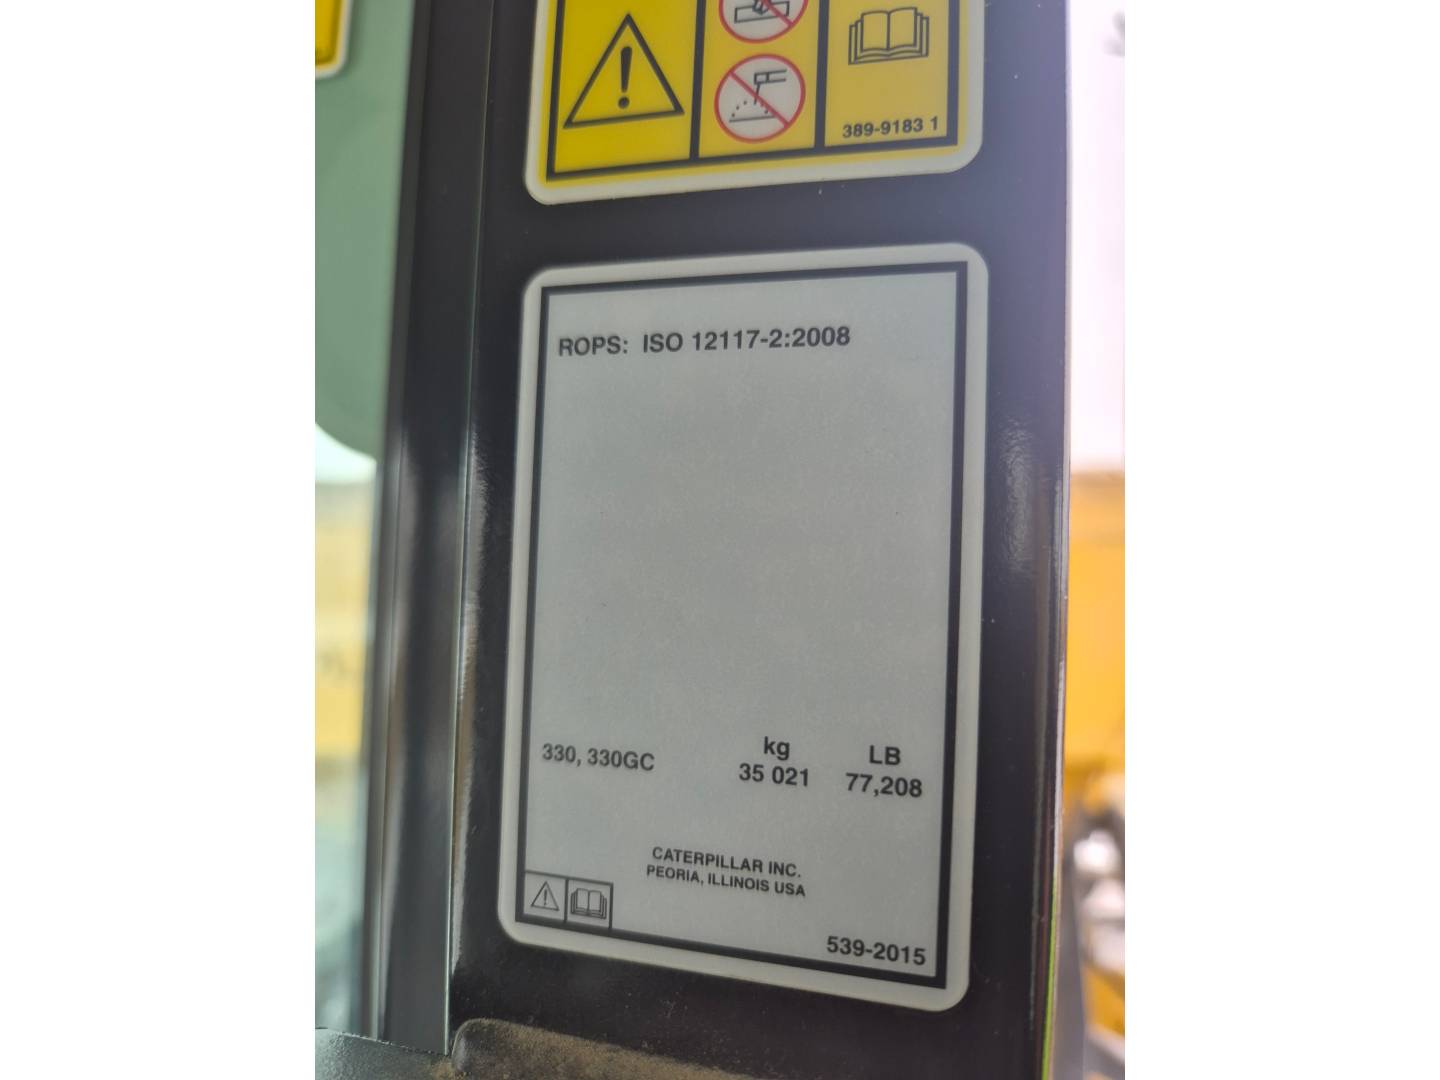 389-9183 1
ROPS: ISO 12117-2:2008
kg LB
330, 330GC 35 021 77,208
CATERPILLAR INC.
PEORIA, ILLINOIS USA
539-2015